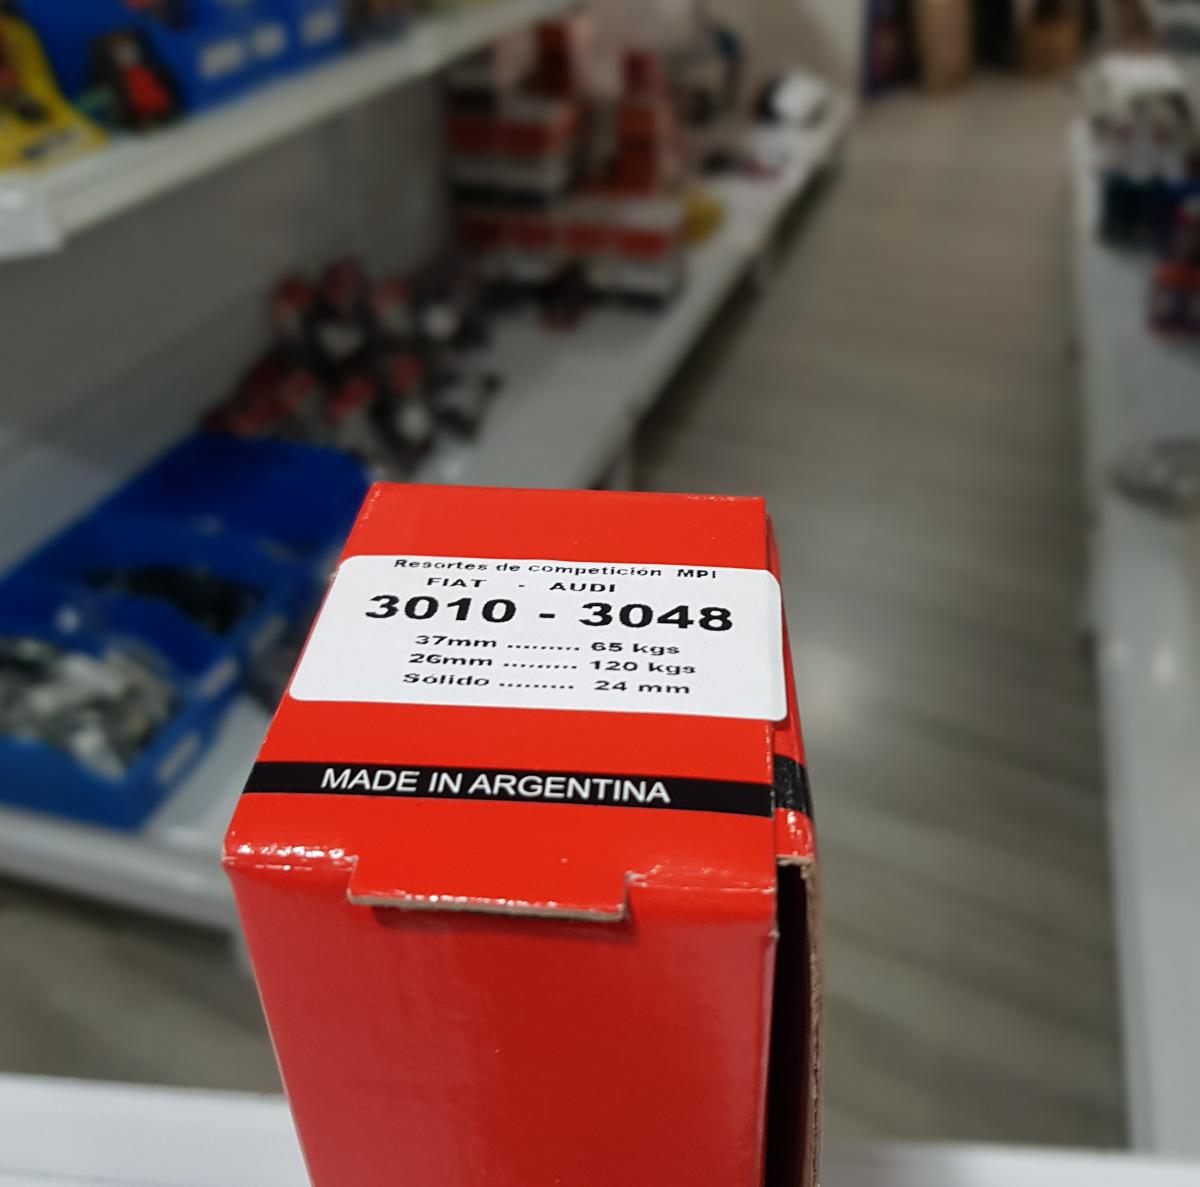 Resortes de competición MPI
FIAT - AUDI
3010 - 3048
37mm ......... 65 kgs
26mm ......... 120 kgs
Sólido ......... 24 mm
MADE IN ARGENTINA